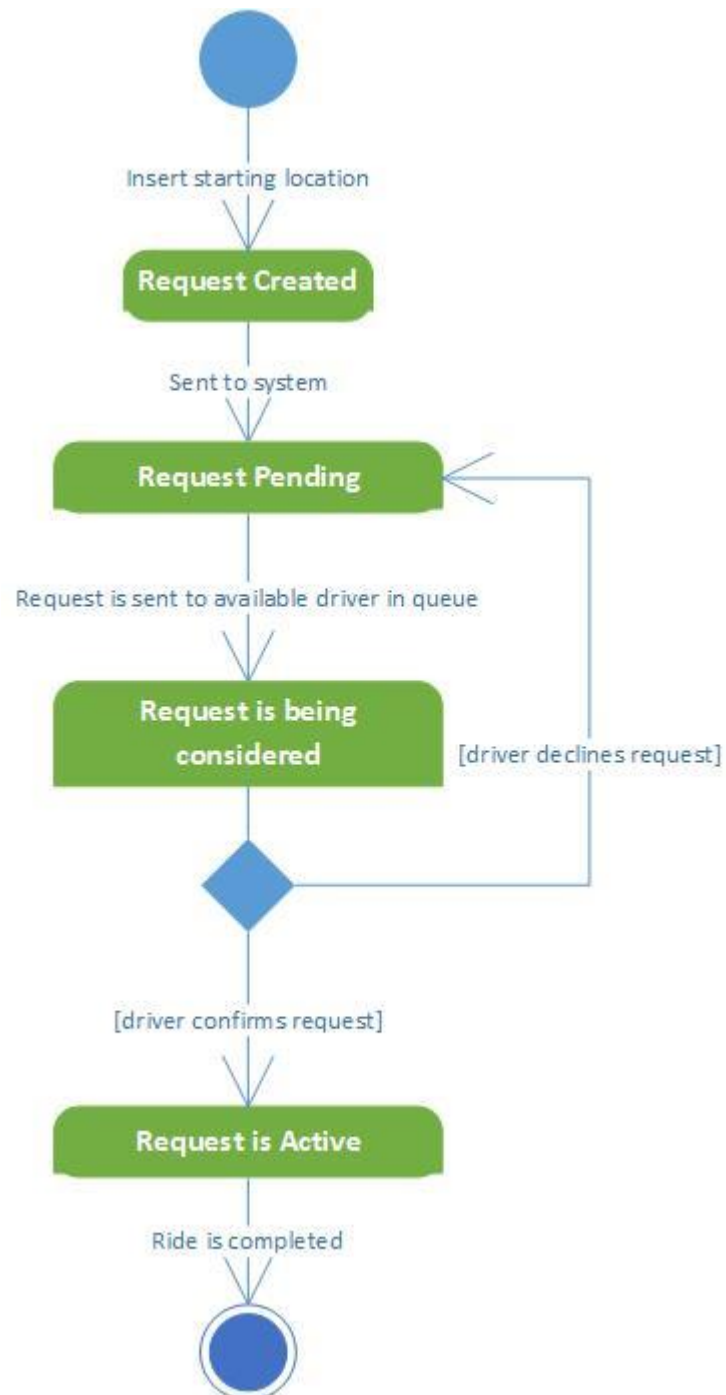 Insert starting location
Request Created
Sent to system
Request Pending
Request is sent to available driver in queue
Request is being
considered
[driver declines request]
[driver confirms request]
Request is Active
Ride is completed